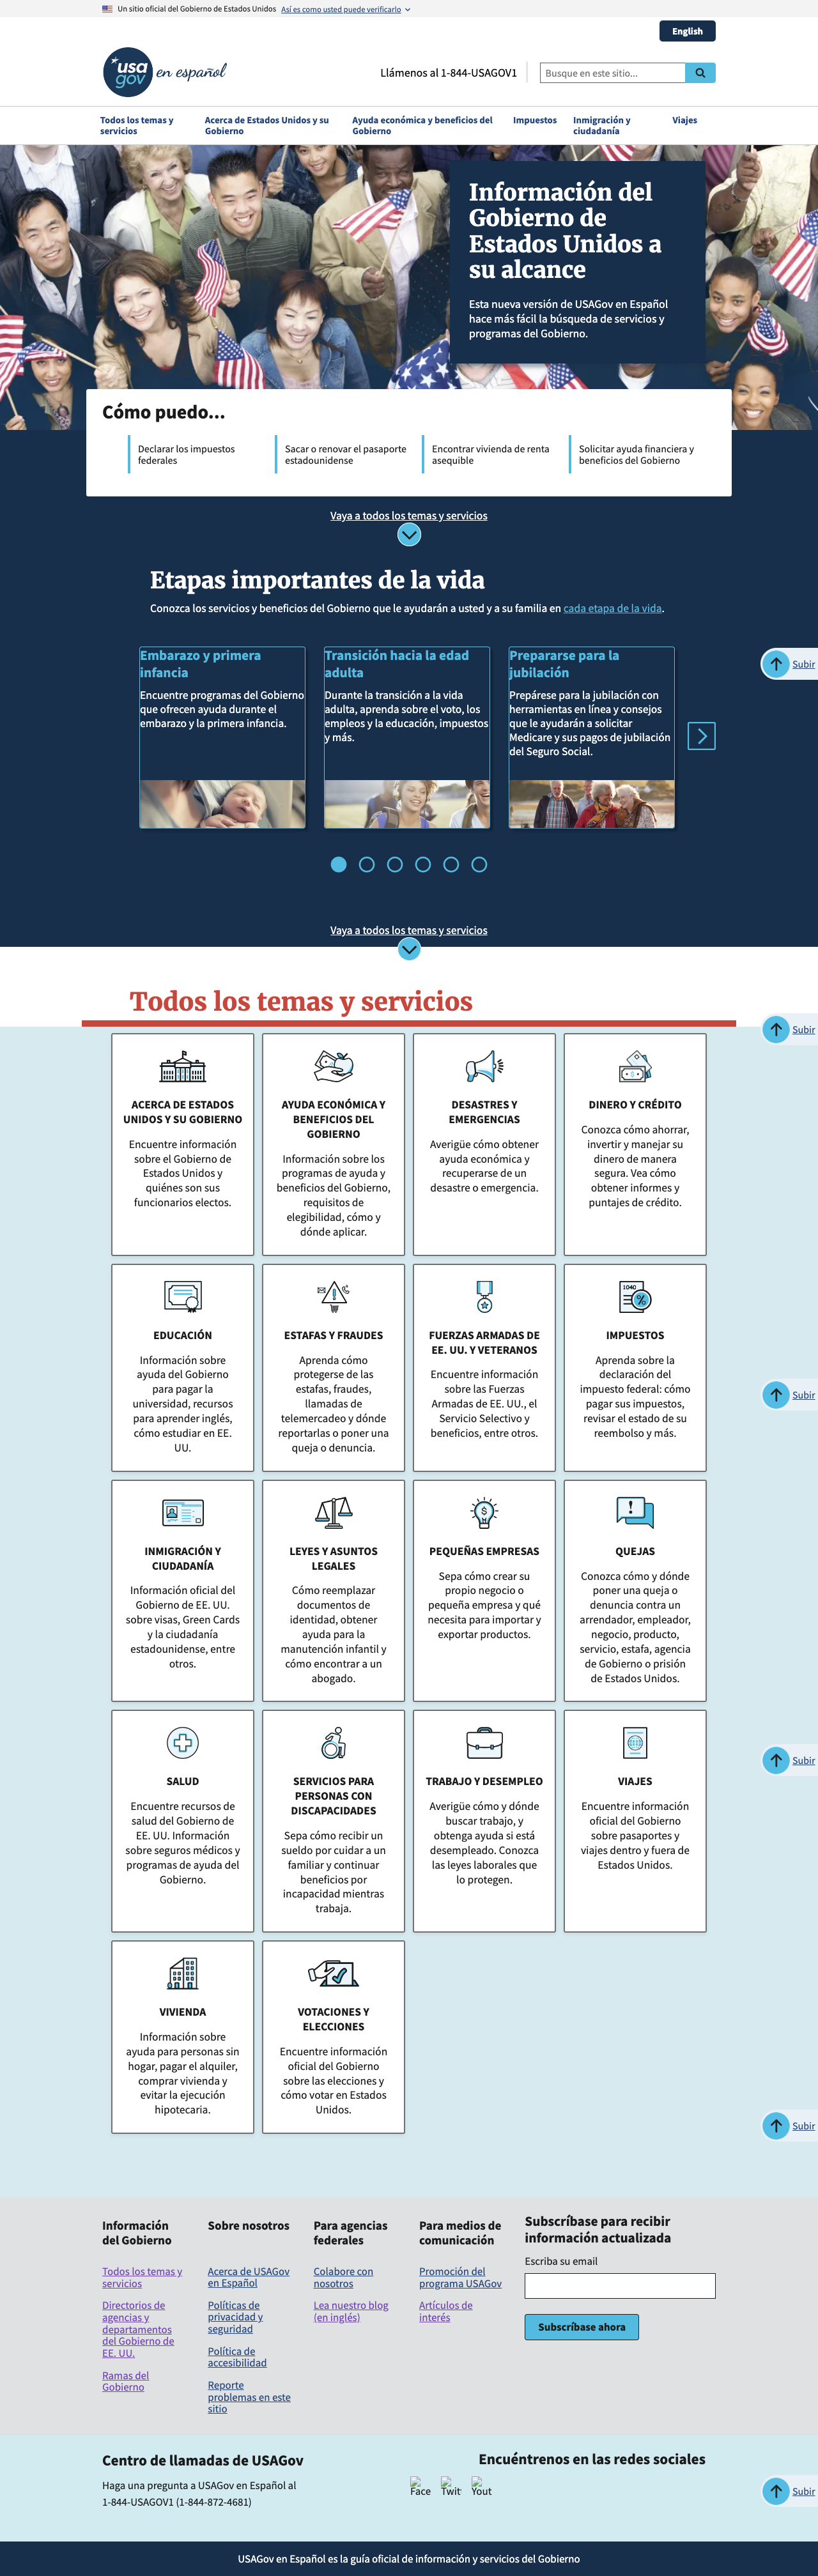 Un sitio oficial del Gobierno de Estados Unidos Así es como usted puede verificarlo
English
usa
gov en español
Llámenos al 1-844-USAGOV1
Busque en este sitio...
Todos los temas y
servicios
Acerca de Estados Unidos y su
Gobierno
Ayuda económica y beneficios del
Gobierno
Impuestos
Inmigración y
ciudadanía
Viajes
Información del
Gobierno de
Estados Unidos a
su alcance
Esta nueva versión de USAGov en Español
hace más fácil la búsqueda de servicios y
programas del Gobierno.
Cómo puedo...
Declarar los impuestos
federales
Sacar o renovar el pasaporte
estadounidense
Encontrar vivienda de renta
asequible
Solicitar ayuda financiera y
beneficios del Gobierno
Vaya a todos los temas y servicios
Etapas importantes de la vida
Conozca los servicios y beneficios del Gobierno que le ayudarán a usted y a su familia en cada etapa de la vida.
Embarazo y primera
infancia
Encuentre programas del Gobierno
que ofrecen ayuda durante el
embarazo y la primera infancia.
Transición hacia la edad
adulta
Durante la transición a la vida
adulta, aprenda sobre el voto, los
empleos y la educación, impuestos
y más.
Prepararse para la
jubilación
Prepárese para la jubilación con
herramientas en línea y consejos
que le ayudarán a solicitar
Medicare y sus pagos de jubilación
del Seguro Social.
Subir
Vaya a todos los temas y servicios
Todos los temas y servicios
Subir
ACERCA DE ESTADOS
UNIDOS Y SU GOBIERNO
Encuentre información
sobre el Gobierno de
Estados Unidos y
quiénes son sus
funcionarios electos.
AYUDA ECONÓMICA Y
BENEFICIOS DEL
GOBIERNO
Información sobre los
programas de ayuda y
beneficios del Gobierno,
requisitos de
elegibilidad, cómo y
dónde aplicar.
DESASTRES Y
EMERGENCIAS
Averigüe cómo obtener
ayuda económica y
recuperarse de un
desastre o emergencia.
DINERO Y CRÉDITO
Conozca cómo ahorrar,
invertir y manejar su
dinero de manera
segura. Vea cómo
obtener informes y
puntajes de crédito.
EDUCACIÓN
Información sobre
ayuda del Gobierno
para pagar la
universidad, recursos
para aprender inglés,
cómo estudiar en EE.
UU.
ESTAFAS Y FRAUDES
Aprenda cómo
protegerse de las
estafas, fraudes,
llamadas de
telemercadeo y dónde
reportarlas o poner una
queja o denuncia.
FUERZAS ARMADAS DE
EE. UU. Y VETERANOS
Encuentre información
sobre las Fuerzas
Armadas de EE. UU., el
Servicio Selectivo y
beneficios, entre otros.
1040
IMPUESTOS
Aprenda sobre la
declaración del
impuesto federal: cómo
pagar sus impuestos,
revisar el estado de su
reembolso y más.
Subir
INMIGRACIÓN Y
CIUDADANÍA
Información oficial del
Gobierno de EE. UU.
sobre visas, Green Cards
y la ciudadanía
estadounidense, entre
otros.
LEYES Y ASUNTOS
LEGALES
Cómo reemplazar
documentos de
identidad, obtener
ayuda para la
manutención infantil y
cómo encontrar a un
abogado.
PEQUEÑAS EMPRESAS
Sepa cómo crear su
propio negocio o
pequeña empresa y qué
necesita para importar y
exportar productos.
QUEJAS
Conozca cómo y dónde
poner una queja o
denuncia contra un
arrendador, empleador,
negocio, producto,
servicio, estafa, agencia
de Gobierno o prisión
de Estados Unidos.
SALUD
Encuentre recursos de
salud del Gobierno de
EE. UU. Información
sobre seguros médicos y
programas de ayuda del
Gobierno.
SERVICIOS PARA
PERSONAS CON
DISCAPACIDADES
Sepa cómo recibir un
sueldo por cuidar a un
familiar y continuar
beneficios por
incapacidad mientras
trabaja.
TRABAJO Y DESEMPLEO
Averigüe cómo y dónde
buscar trabajo, y
obtenga ayuda si está
desempleado. Conozca
las leyes laborales que
lo protegen.
VIAJES
Encuentre información
oficial del Gobierno
sobre pasaportes y
viajes dentro y fuera de
Estados Unidos.
Subir
VIVIENDA
Información sobre
ayuda para personas sin
hogar, pagar el alquiler,
comprar vivienda y
evitar la ejecución
hipotecaria.
VOTACIONES Y
ELECCIONES
Encuentre información
oficial del Gobierno
sobre las elecciones y
cómo votar en Estados
Unidos.
Subir
Información
del Gobierno
Todos los temas y
servicios
Directorios de
agencias y
departamentos
del Gobierno de
EE. UU.
Ramas del
Gobierno
Sobre nosotros
Acerca de USAGov
en Español
Políticas de
privacidad y
seguridad
Política de
accesibilidad
Reporte
problemas en este
sitio
Para agencias
federales
Colabore con
nosotros
Lea nuestro blog
(en inglés)
Para medios de
comunicación
Promoción del
programa USAGov
Artículos de
interés
Subscríbase para recibir
información actualizada
Escriba su email
Subscríbase ahora
Centro de llamadas de USAGov
Haga una pregunta a USAGov en Español al
1-844-USAGOV1 (1-844-872-4681)
Encuéntrenos en las redes sociales
Face
Twit
Yout
Subir
USAGov en Español es la guía oficial de información y servicios del Gobierno